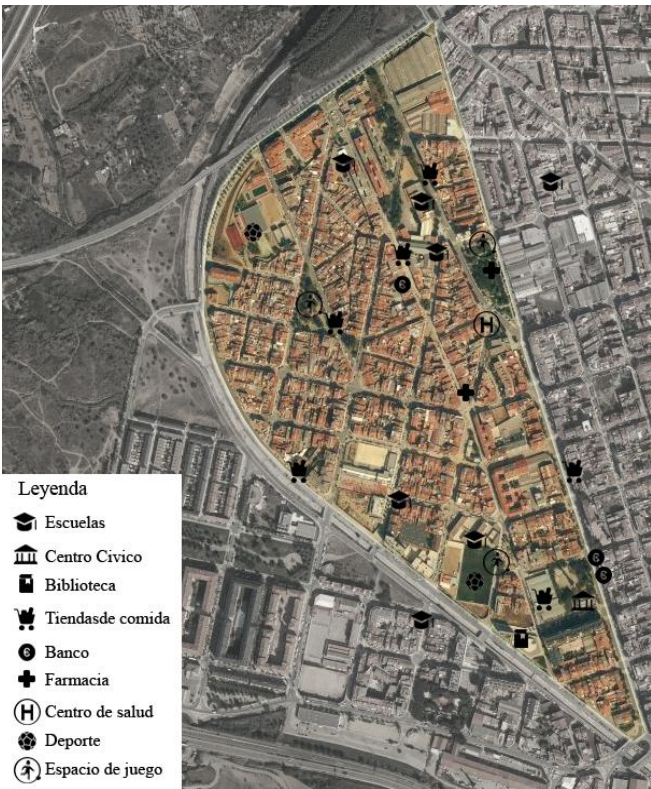 Leyenda
Escuelas
Centro Civico
Biblioteca
Tiendasde comida
Banco
Farmacia
H Centro de salud
Deporte
Espacio de juego
H